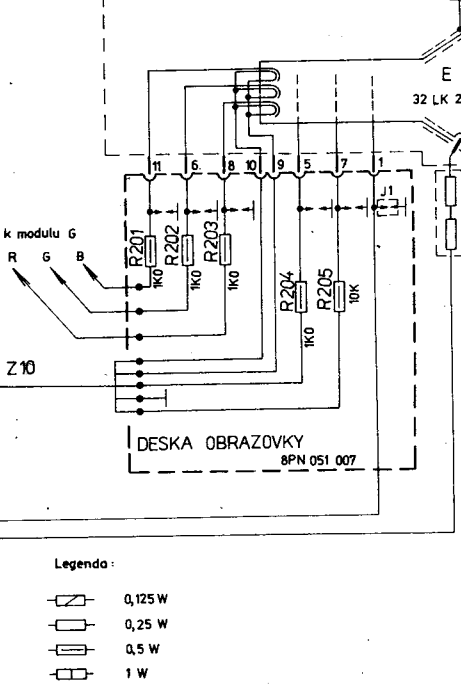 E
32 LK 2
11 6 8 10 9 5 7 1
J1
k modulu G
R G B
R201
R202
R203
1K0
1K0
1K0
R204
R205
1K0
10K
Z10
DESKA OBRAZOVKY
8PN 051 007
Legenda :
0,125 W
0,25 W
0,5 W
1 W